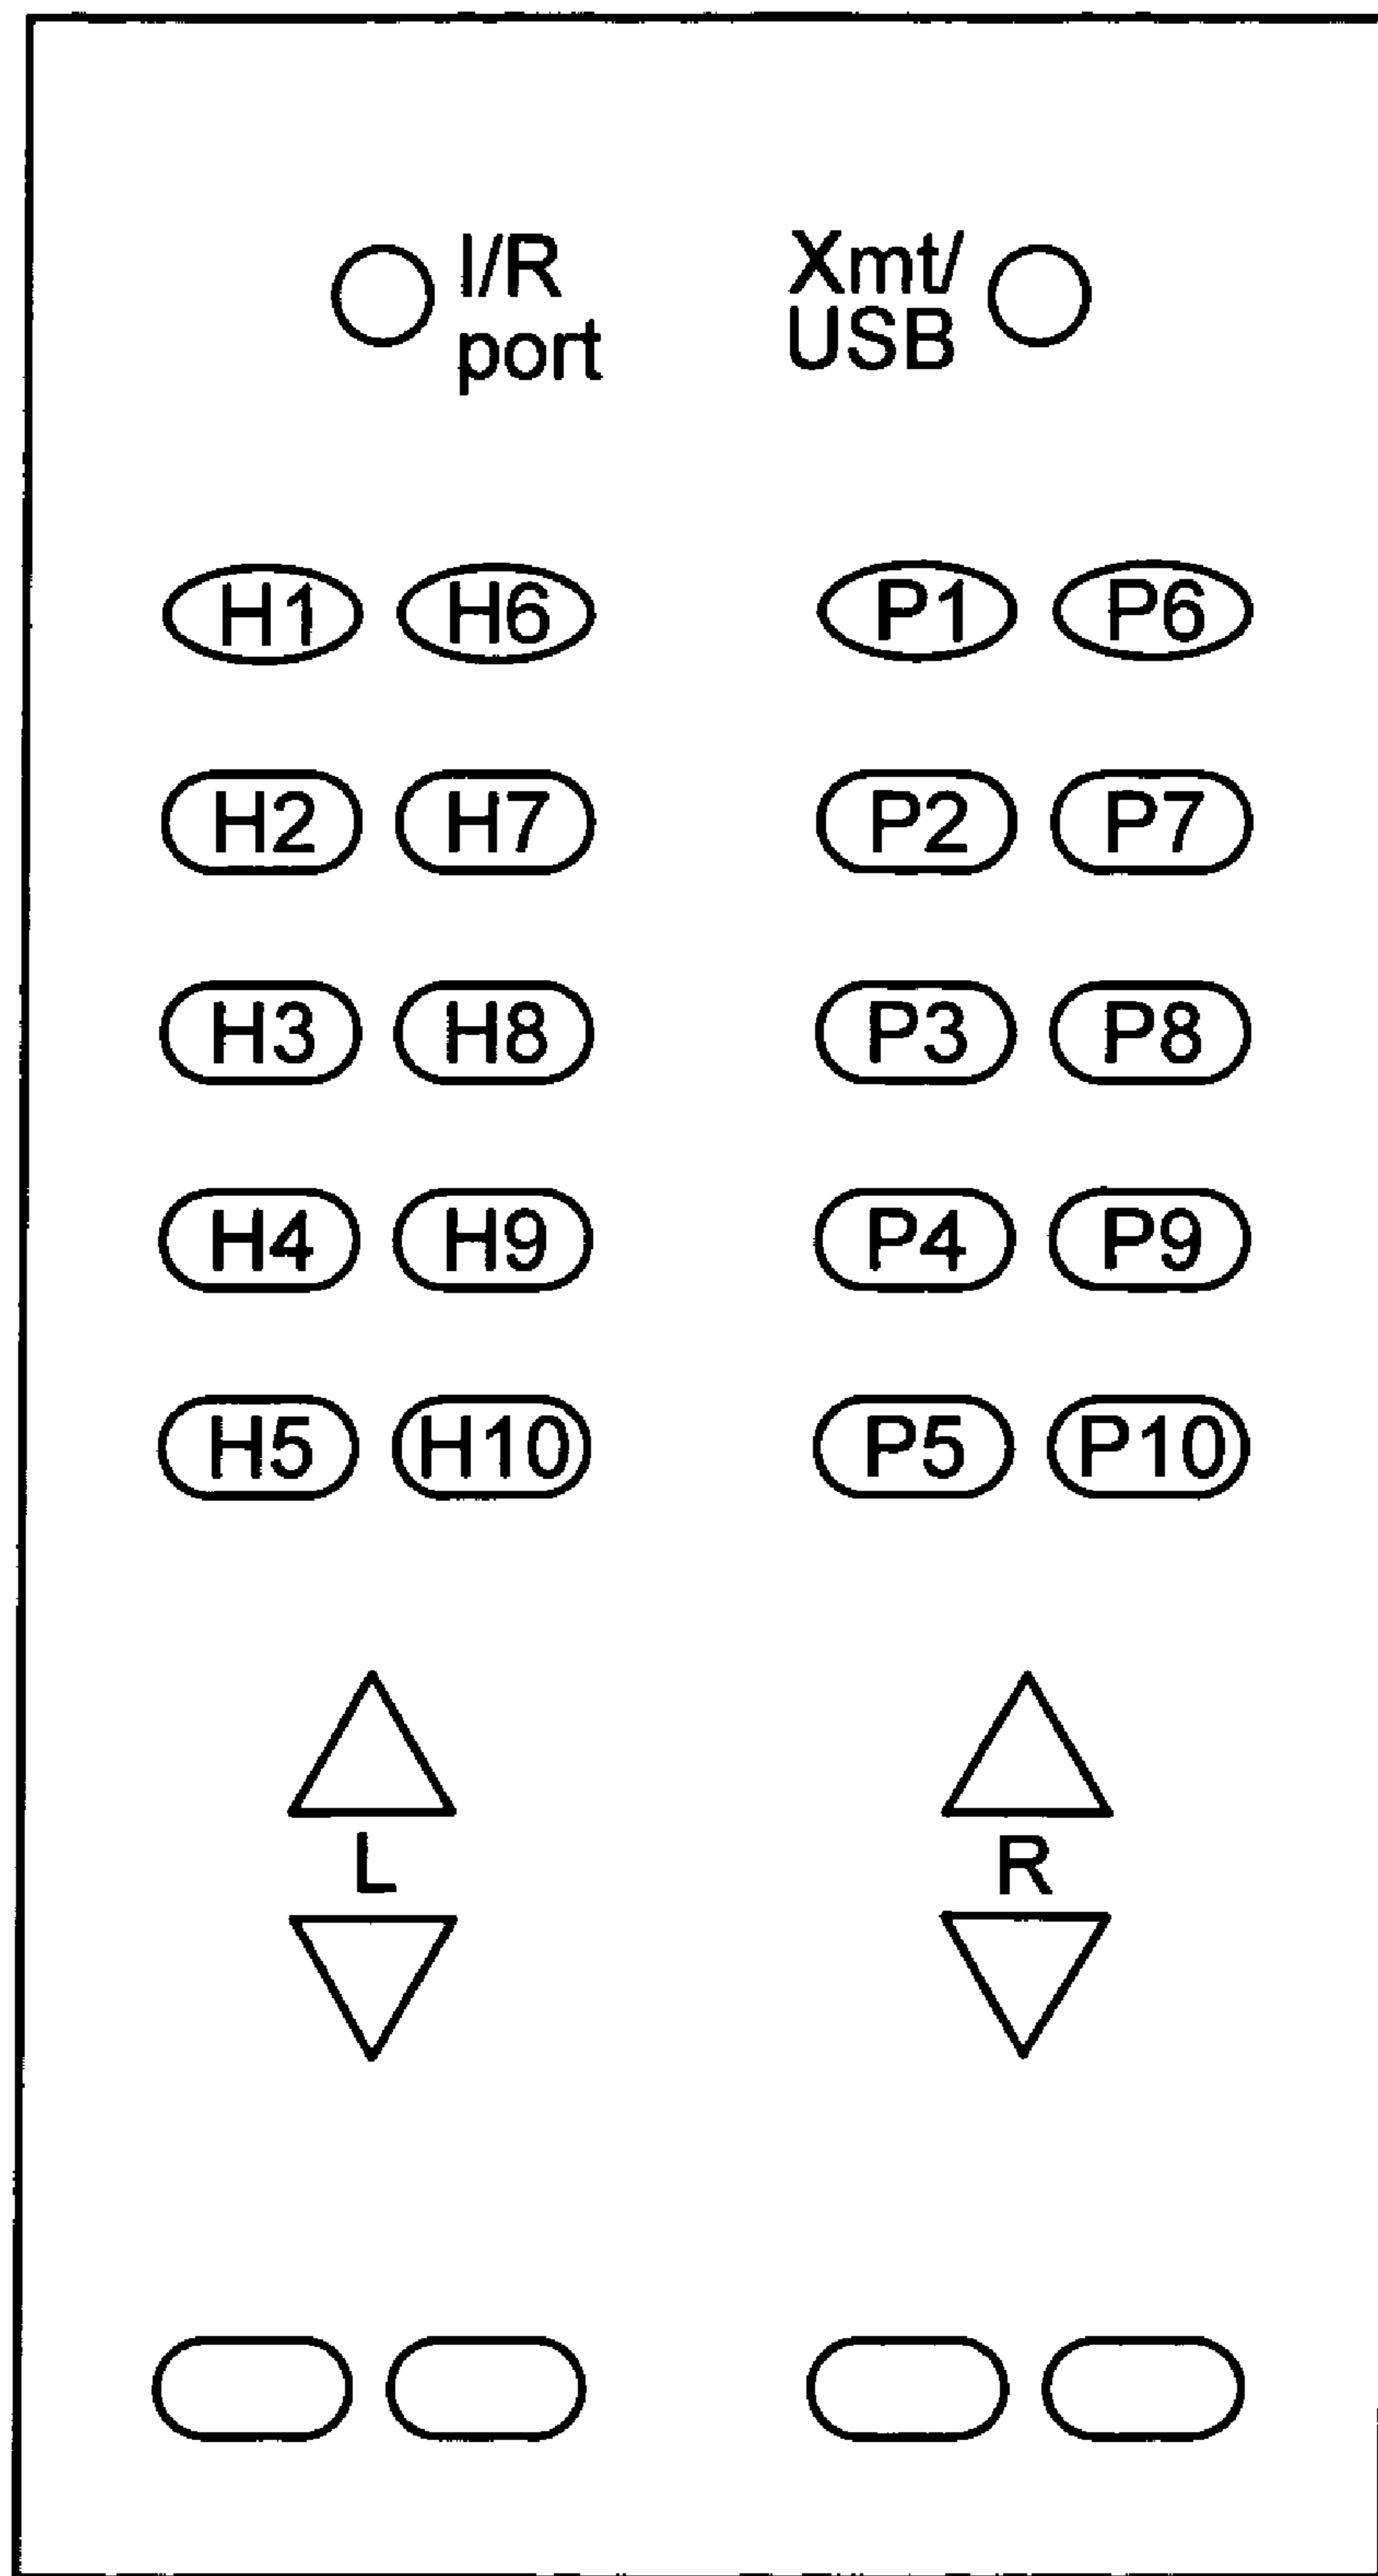 I/R
port
Xmt/
USB
H1 H6 P1 P6
H2 H7 P2 P7
H3 H8 P3 P8
H4 H9 P4 P9
H5 H10 P5 P10
L R